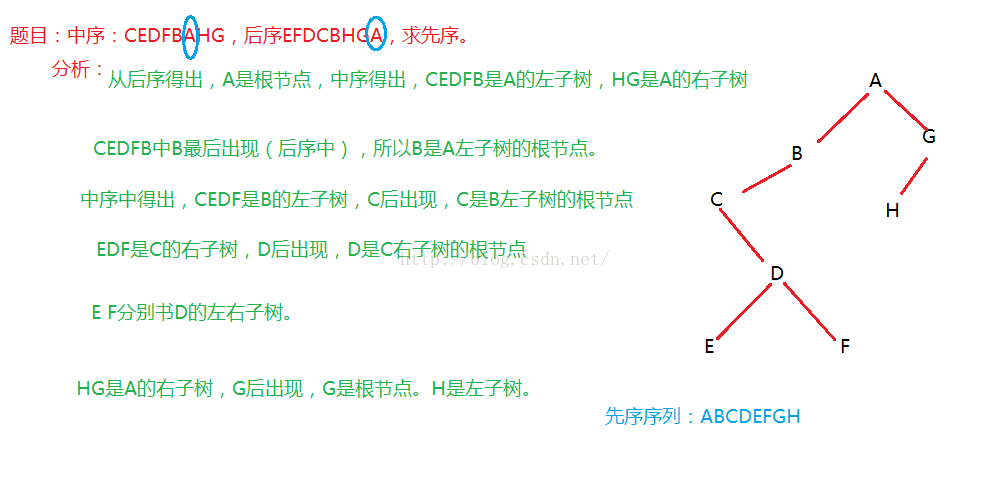 题目：中序：CEDFBAHG，后序EFDCBHGA，求先序。
分析：
从后序得出，A是根节点，中序得出，CEDFB是A的左子树，HG是A的右子树
CEDFB中B最后出现（后序中），所以B是A左子树的根节点。
中序中得出，CEDF是B的左子树，C后出现，C是B左子树的根节点
EDF是C的右子树，D后出现，D是C右子树的根节点
http://blog.csdn.net/
E F分别书D的左右子树。
HG是A的右子树，G后出现，G是根节点。H是左子树。
A
G
B
C
H
D
E
F
先序序列：ABCDEFGH